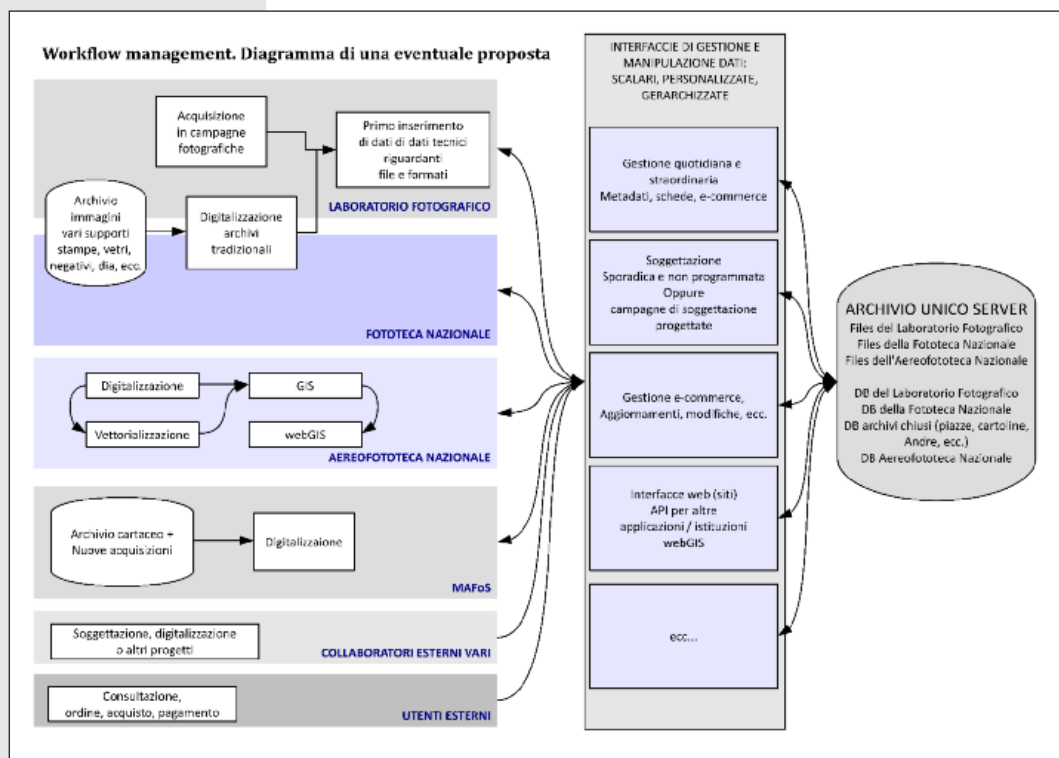 Workflow management. Diagramma di una eventuale proposta
Acquisizione
in campagne
fotografiche
Primo inserimento
di dati di dati tecnici
riguardanti
file e formati
LABORATORIO FOTOGRAFICO
Archivio
immagini
vari supporti
stampe, vetri,
negativi, dia, ecc.
Digitalizzazione
archivi
tradizionali
FOTOTECA NAZIONALE
Digitalizzazione
GIS
Vettorializzazione
webGIS
AEREOFOTOTECA NAZIONALE
Archivio cartaceo +
Nuove acquisizioni
Digitalizzaione
MAFoS
Soggettazione, digitalizzazione
o altri progetti
COLLABORATORI ESTERNI VARI
Consultazione,
ordine, acquisto, pagamento
UTENTI ESTERNI
INTERFACCIE DI GESTIONE E
MANIPOLAZIONE DATI:
SCALARI, PERSONALIZZATE,
GERARCHIZZATE
Gestione quotidiana e
straordinaria
Metadati, schede, e-commerce
Soggettazione
Sporadica e non programmata
Oppure
campagne di soggettazione
progettate
Gestione e-commerce,
Aggiornamenti, modifiche, ecc.
Interfacce web (siti)
API per altre
applicazioni / istituzioni
webGIS
ecc...
ARCHIVIO UNICO SERVER
Files del Laboratorio Fotografico
Files della Fototeca Nazionale
Files dell'Aereofototeca Nazionale
DB del Laboratorio Fotografico
DB della Fototeca Nazionale
DB archivi chiusi (piazze, cartoline,
Andre, ecc.)
DB Aereofototeca Nazionale